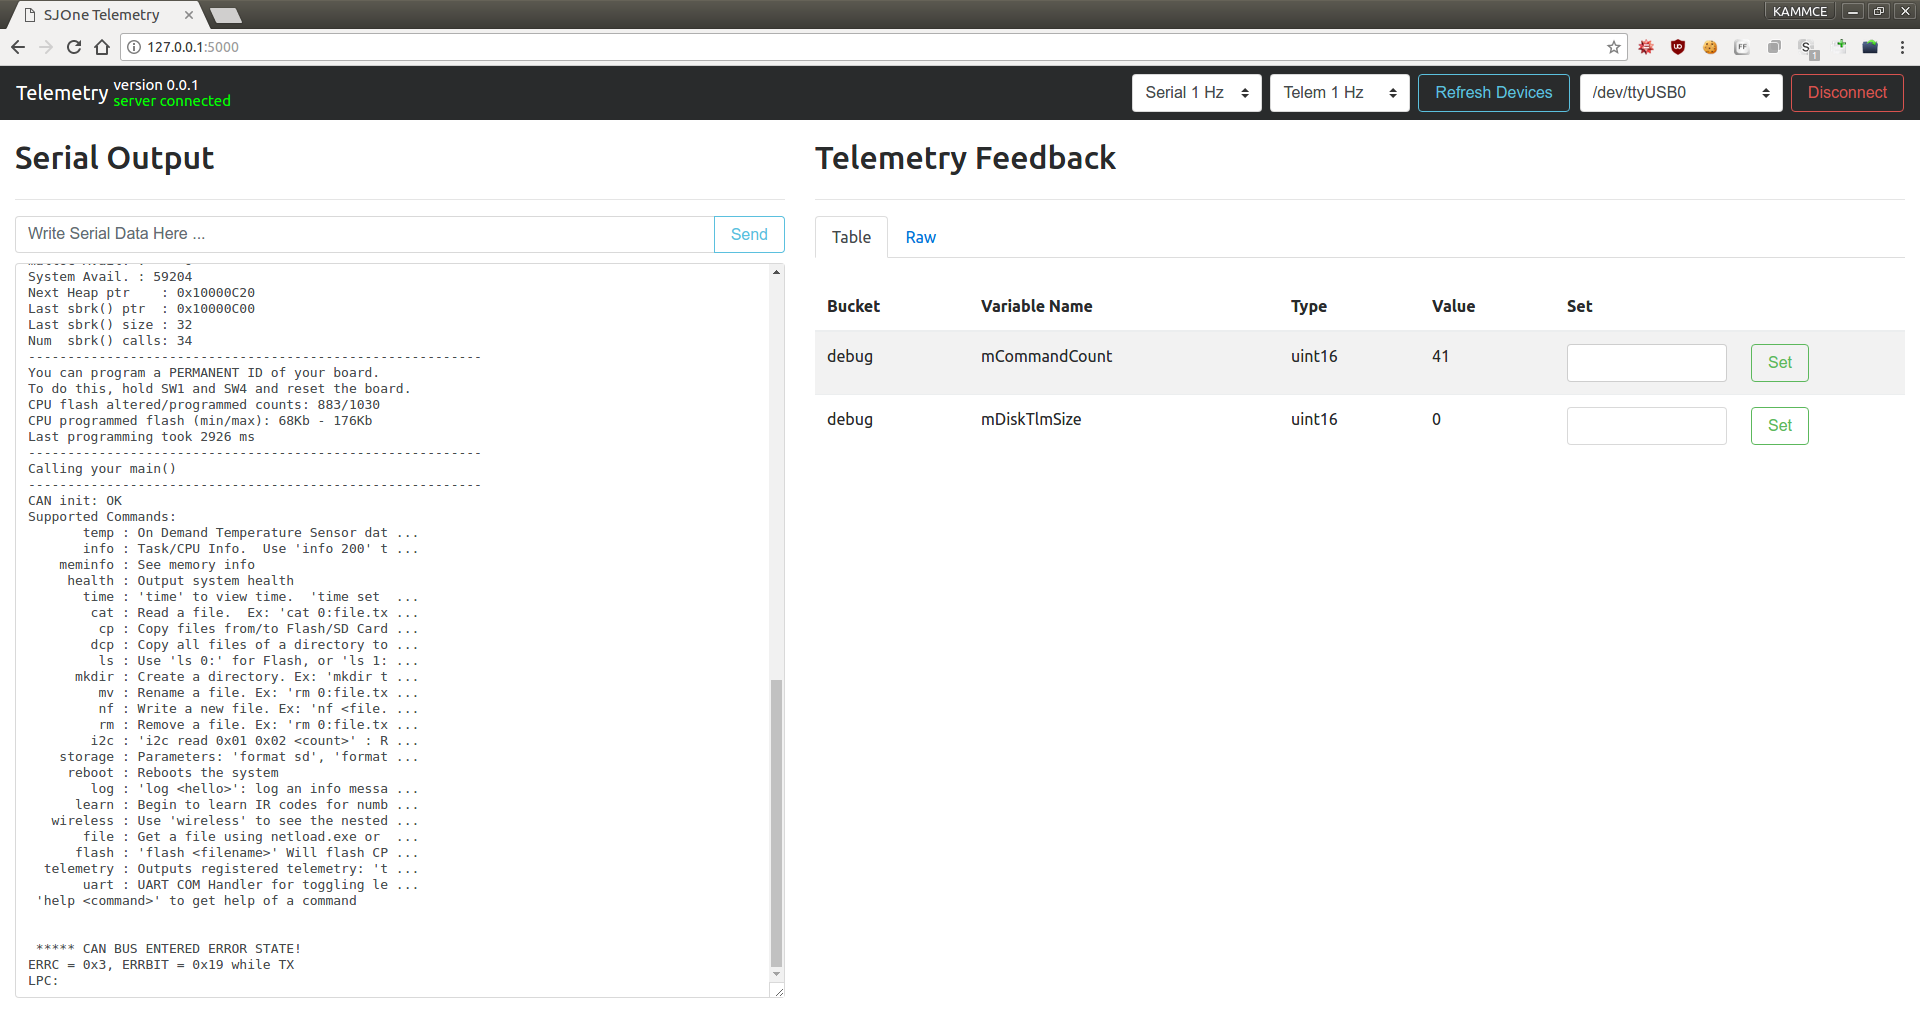 SJOne Telemetry
KAMMCE
127.0.0.1:5000
Telemetry version 0.0.1
server connected
Serial 1 Hz
Telem 1 Hz
Refresh Devices
/dev/ttyUSB0
Disconnect
Serial Output
Write Serial Data Here ...
Send
System Avail. : 59204
Next Heap ptr    : 0x10000C20
Last sbrk() ptr  : 0x10000C00
Last sbrk() size : 32
Num  sbrk() calls: 34
----------------------------------------------------------
You can program a PERMANENT ID of your board.
To do this, hold SW1 and SW4 and reset the board.
CPU flash altered/programmed counts: 883/1030
CPU programmed flash (min/max): 68Kb - 176Kb
Last programming took 2926 ms
----------------------------------------------------------
Calling your main()
----------------------------------------------------------
CAN init: OK
Supported Commands:
temp : On Demand Temperature Sensor dat ...
info : Task/CPU Info.  Use 'info 200' t ...
meminfo : See memory info
health : Output system health
time : 'time' to view time.  'time set  ...
cat : Read a file.  Ex: 'cat 0:file.tx ...
cp : Copy files from/to Flash/SD Card ...
dcp : Copy all files of a directory to ...
ls : Use 'ls 0:' for Flash, or 'ls 1: ...
mkdir : Create a directory. Ex: 'mkdir t ...
mv : Rename a file. Ex: 'rm 0:file.tx ...
nf : Write a new file. Ex: 'nf <file. ...
rm : Remove a file. Ex: 'rm 0:file.tx ...
i2c : 'i2c read 0x01 0x02 <count>' : R ...
storage : Parameters: 'format sd', 'format ...
reboot : Reboots the system
log : 'log <hello>': log an info messa ...
learn : Begin to learn IR codes for numb ...
wireless : Use 'wireless' to see the nested ...
file : Get a file using netload.exe or  ...
flash : 'flash <filename>' Will flash CP ...
telemetry : Outputs registered telemetry: 't ...
uart : UART COM Handler for toggling le ...
'help <command>' to get help of a command
***** CAN BUS ENTERED ERROR STATE!
ERRC = 0x3, ERRBIT = 0x19 while TX
LPC:
Telemetry Feedback
Table Raw
Bucket Variable Name Type Value Set
debug mCommandCount uint16 41 Set
debug mDiskTlmSize uint16 0 Set